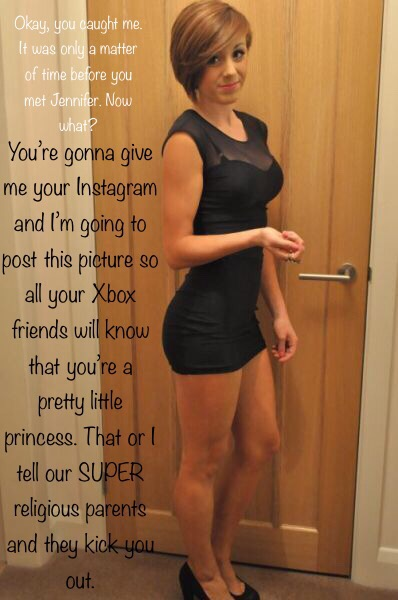 Okay, you caught me.
It was only a matter
of time before you
met Jennifer. Now
what?
You're gonna give
me your Instagram
and I'm going to
post this picture so
all your Xbox
friends will know
that you're a
pretty little
princess. That or I
tell our SUPER
religious parents
and they kick you
out.